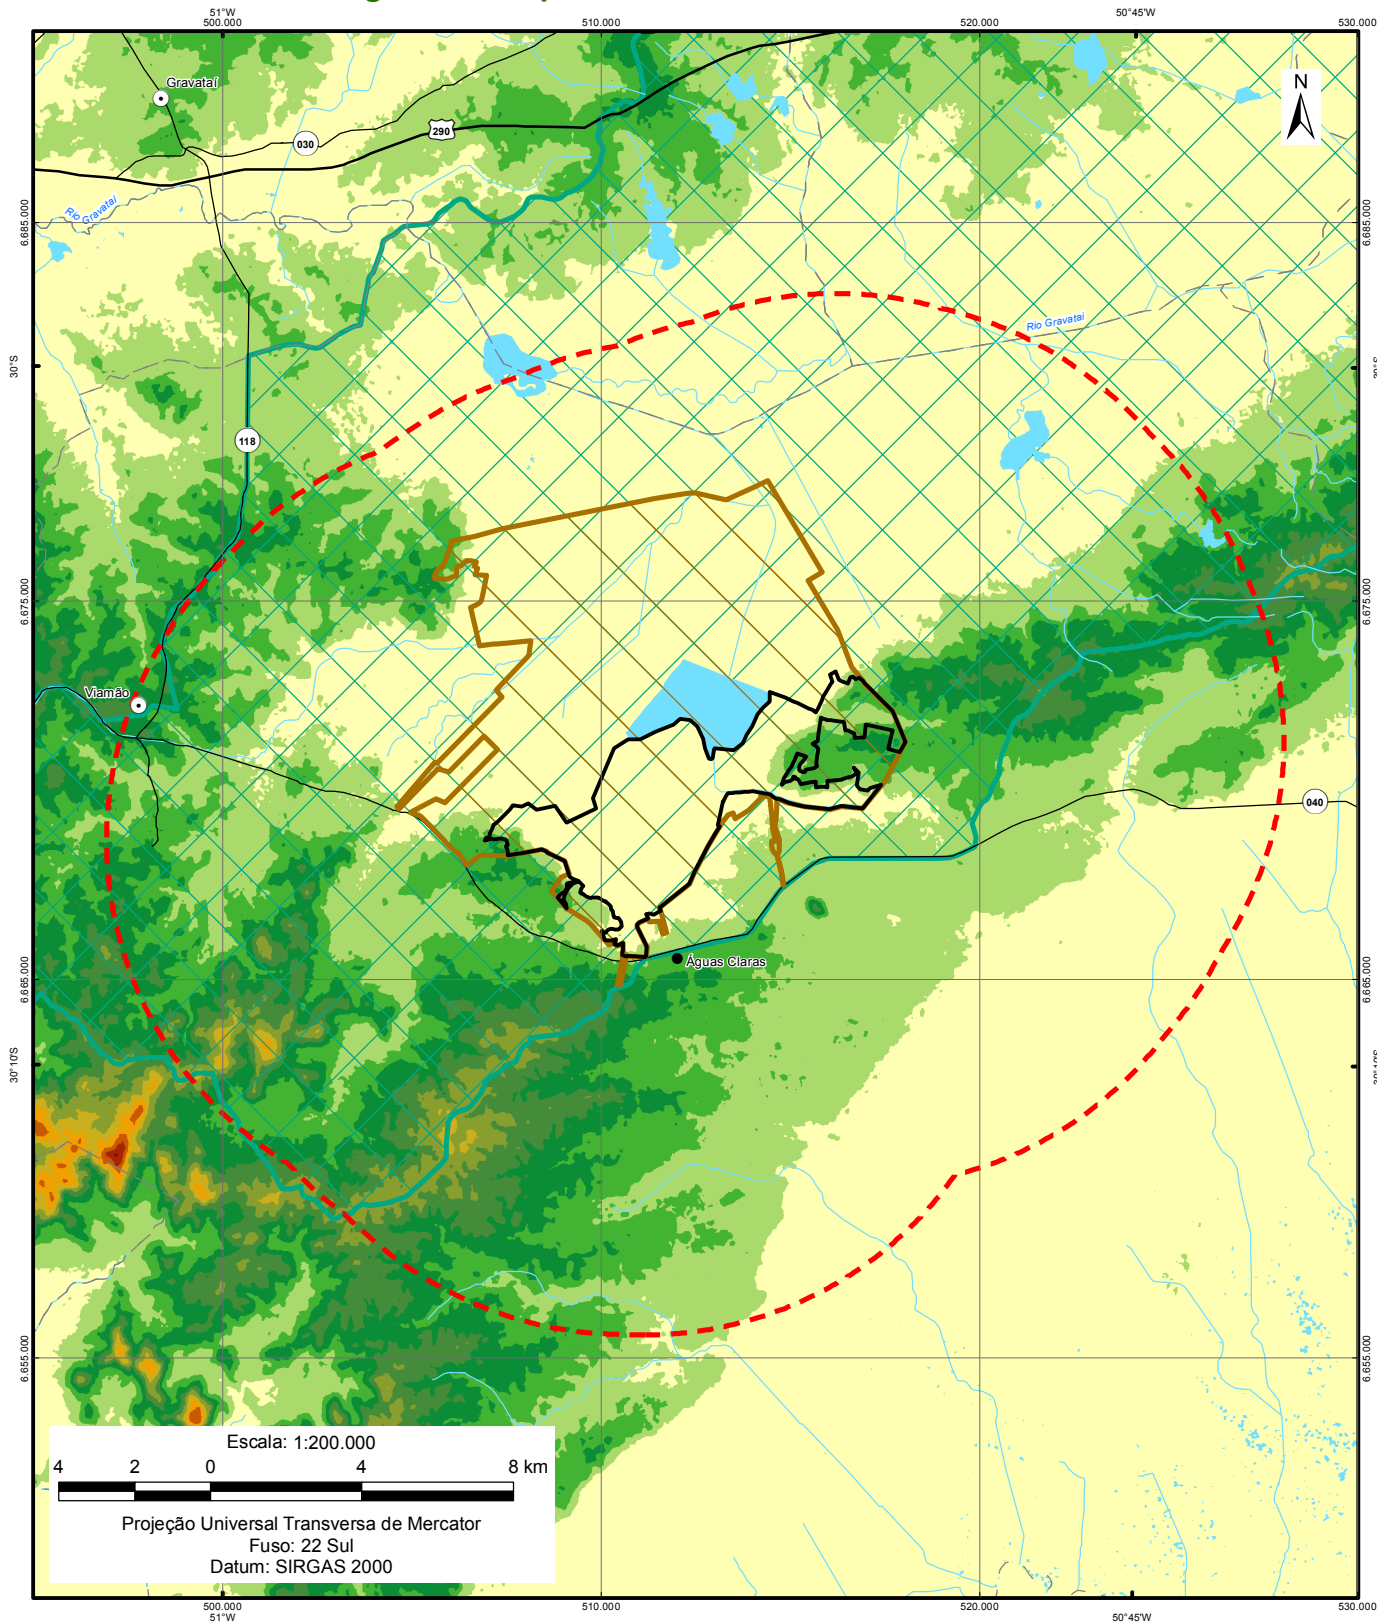 51°W
50°45'W
500.000
510.000
520.000
530.000
Gravataí
N
290
030
Rio Gravataí
6.685.000
6.685.000
Rio Gravataí
30°S
30°S
118
6.675.000
6.675.000
Viamão
040
Águas Claras
6.665.000
6.665.000
30°10'S
30°10'S
6.655.000
6.655.000
Escala: 1:200.000
4 2 0 4 8 km
Projeção Universal Transversa de Mercator
Fuso: 22 Sul
Datum: SIRGAS 2000
500.000
510.000
520.000
530.000
51°W
50°45'W